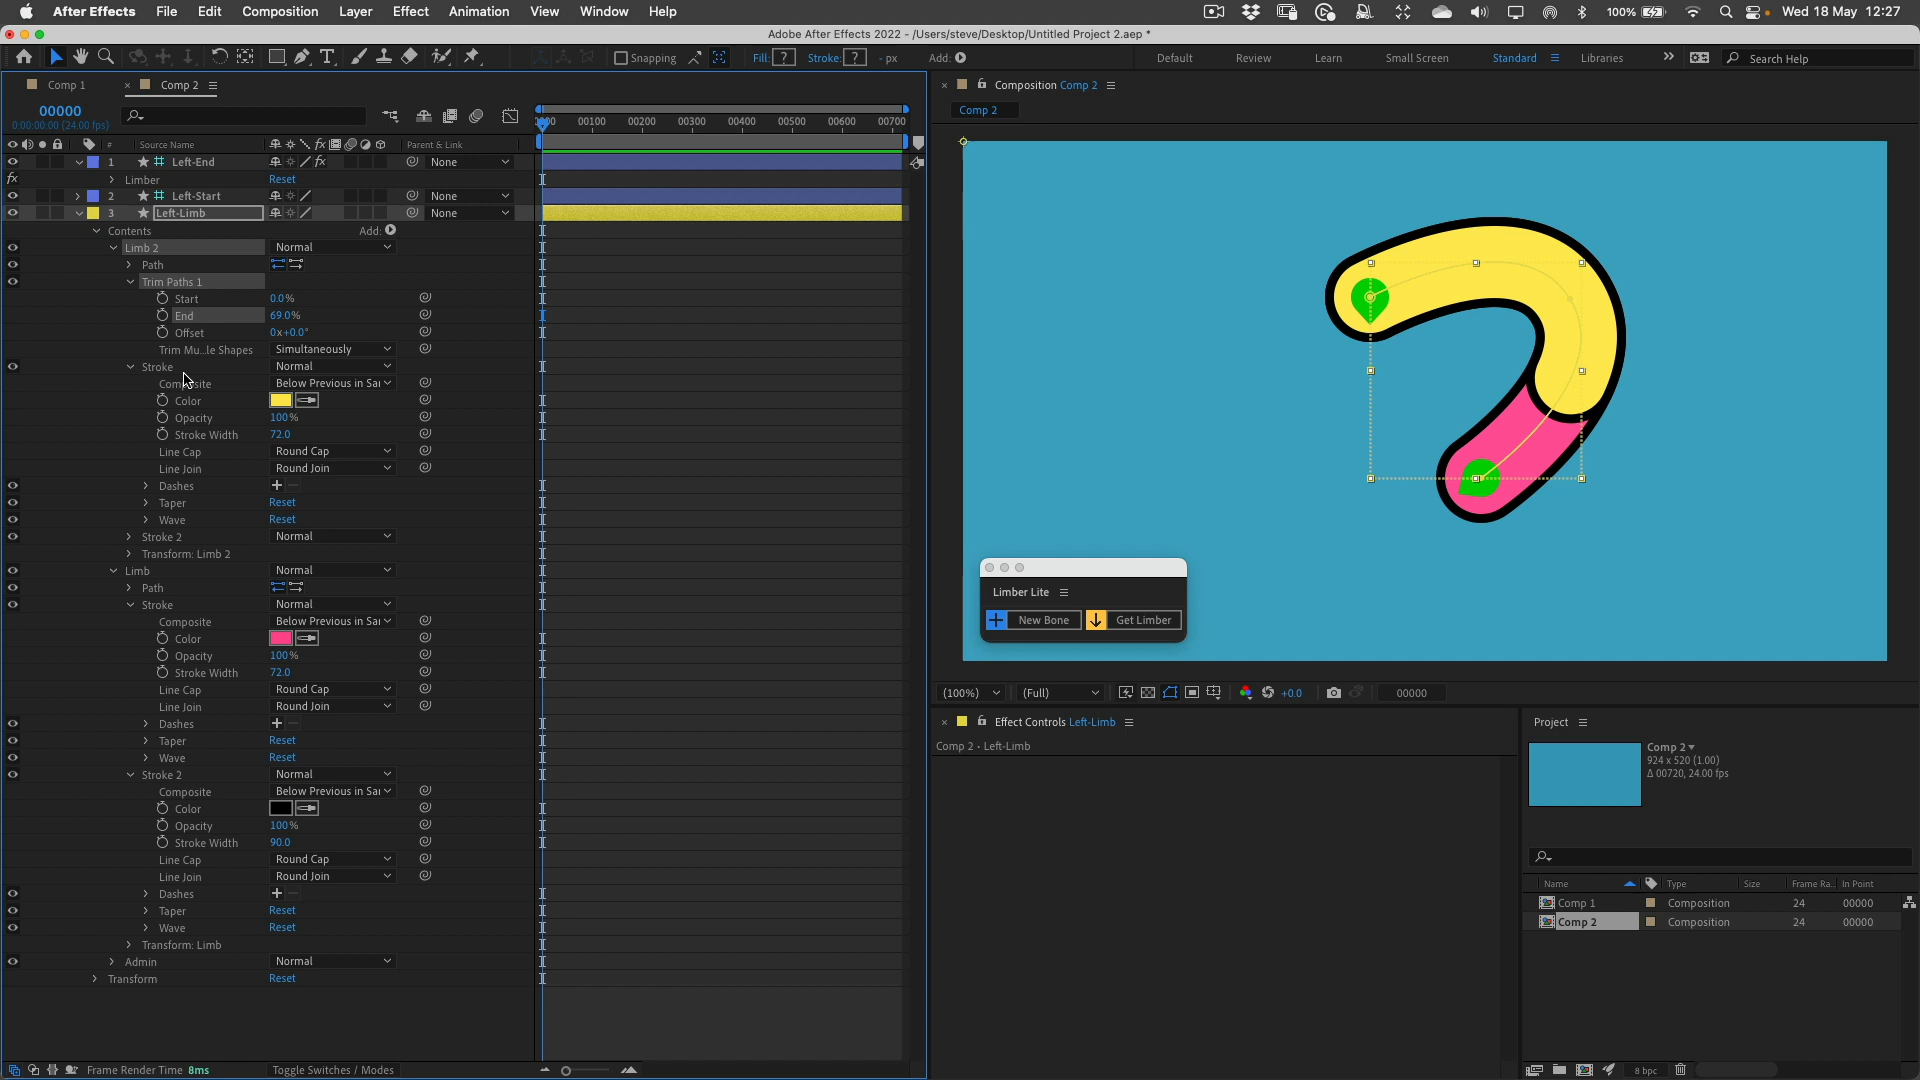 After Effects File Edit Composition Layer Effect Animation View Window Help 100% Wed 18 May 12:27
Adobe After Effects 2022 - /Users/steve/Desktop/Untitled Project 2.aep *
Snapping Fill: ? Stroke: ? - px Add: Default Review Learn Small Screen Standard Libraries Search Help
Comp 1 × Comp 2
00000
0:00:00:00 (24.00 fps)
00100 00200 00300 00400 00500 00600 00700
# Source Name Parent & Link
1 Left-End None
Limber Reset
2 Left-Start None
3 Left-Limb None
Contents Add:
Limb 2 Normal
Path
Trim Paths 1
Start 0.0%
End 69.0%
Offset 0x+0.0°
Trim Mu...le Shapes Simultaneously
Stroke Normal
Composite Below Previous in Sai
Color
Opacity 100%
Stroke Width 72.0
Line Cap Round Cap
Line Join Round Join
Dashes
Taper Reset
Wave Reset
Stroke 2 Normal
Transform: Limb 2
Limb Normal
Path
Stroke Normal
Composite Below Previous in Sai
Color
Opacity 100%
Stroke Width 72.0
Line Cap Round Cap
Line Join Round Join
Dashes
Taper Reset
Wave Reset
Stroke 2 Normal
Composite Below Previous in Sai
Color
Opacity 100%
Stroke Width 90.0
Line Cap Round Cap
Line Join Round Join
Dashes
Taper Reset
Wave Reset
Transform: Limb
Admin Normal
Transform Reset
Frame Render Time 8ms Toggle Switches / Modes
× Composition Comp 2
Comp 2
Limber Lite
New Bone Get Limber
(100%) (Full) +0.0 00000
× Effect Controls Left-Limb
Comp 2 • Left-Limb
Project
Comp 2
924 x 520 (1.00)
Δ 00720, 24.00 fps
Name Type Size Frame Ra... In Point
Comp 1 Composition 24 00000
Comp 2 Composition 24 00000
8 bpc